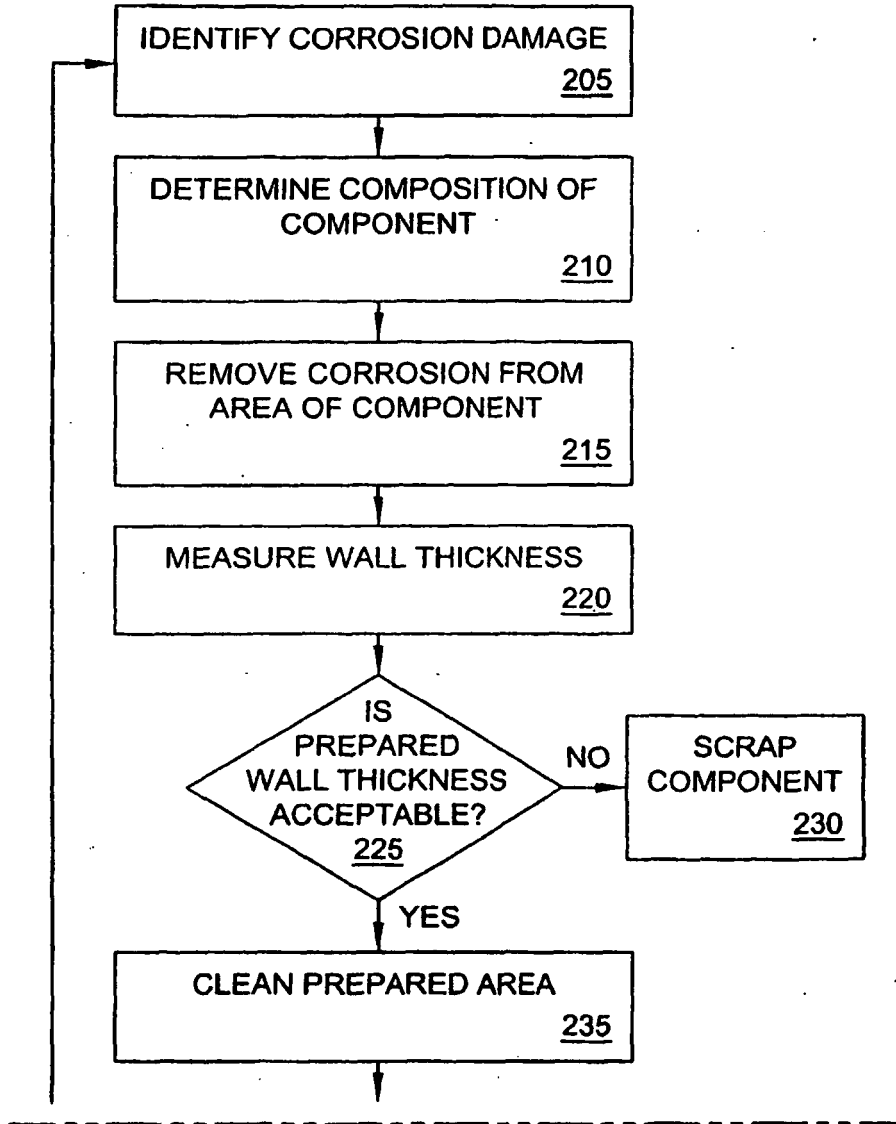 IDENTIFY CORROSION DAMAGE
205
DETERMINE COMPOSITION OF
COMPONENT
210
REMOVE CORROSION FROM
AREA OF COMPONENT
215
MEASURE WALL THICKNESS
220
IS
PREPARED
WALL THICKNESS
ACCEPTABLE?
225
NO
SCRAP
COMPONENT
230
YES
CLEAN PREPARED AREA
235